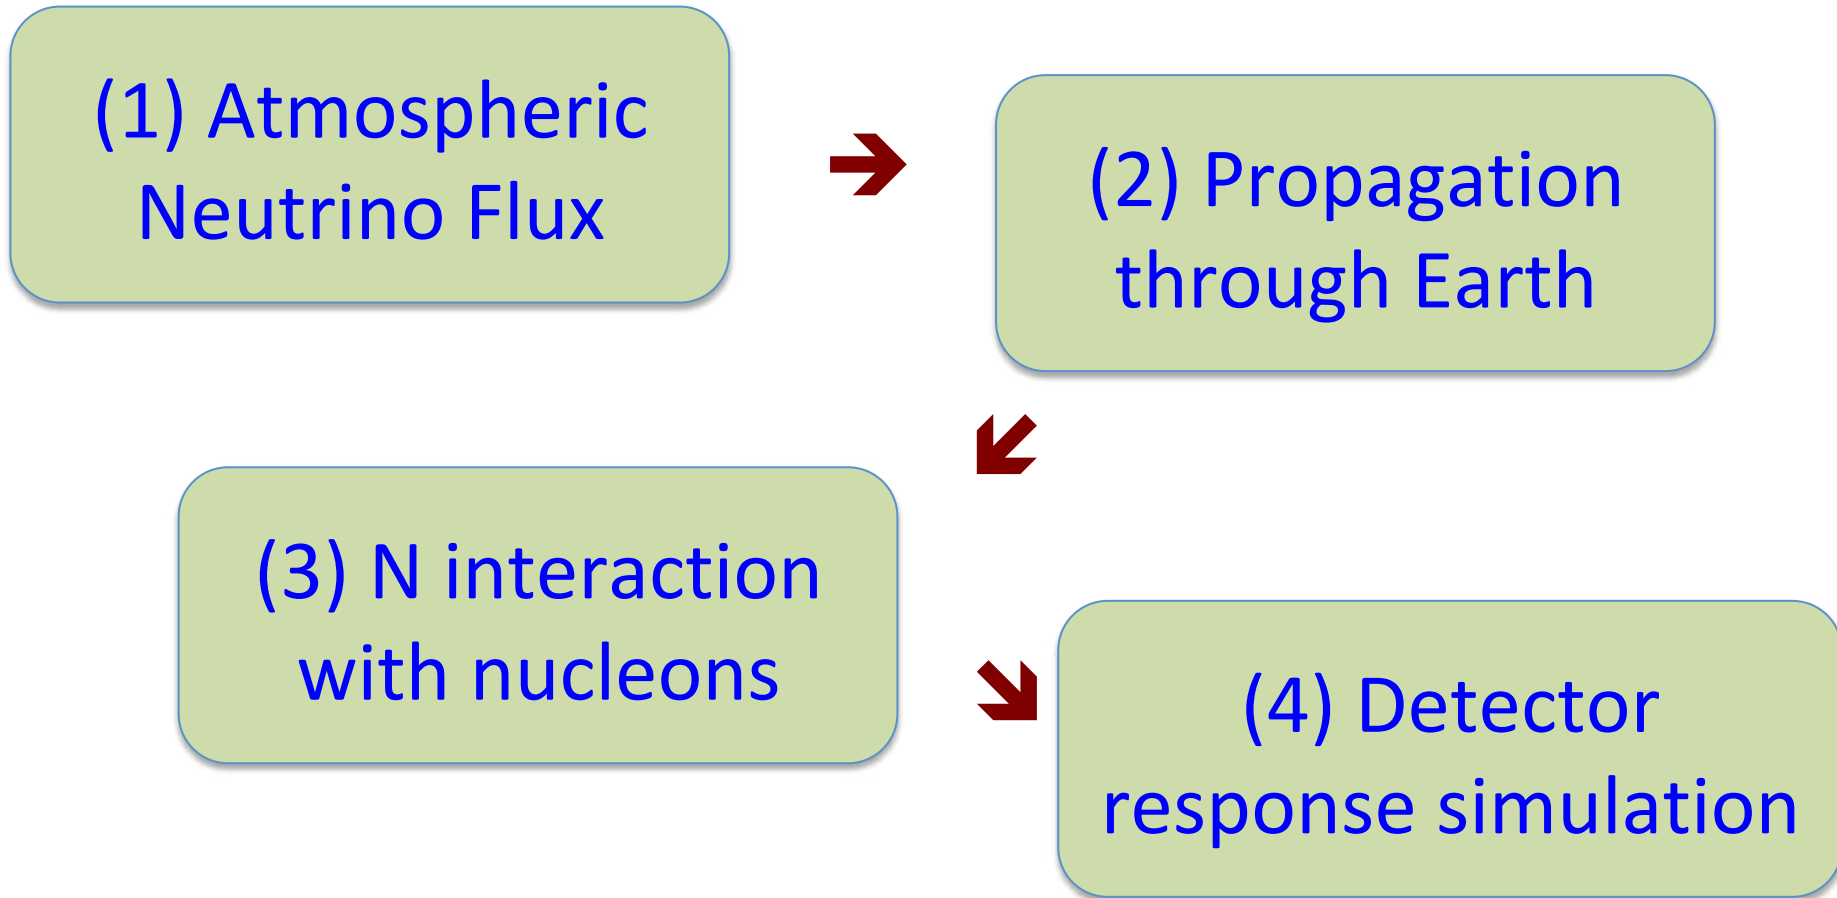 (1) Atmospheric
Neutrino Flux
(2) Propagation
through Earth
(3) N interaction
with nucleons
(4) Detector
response simulation